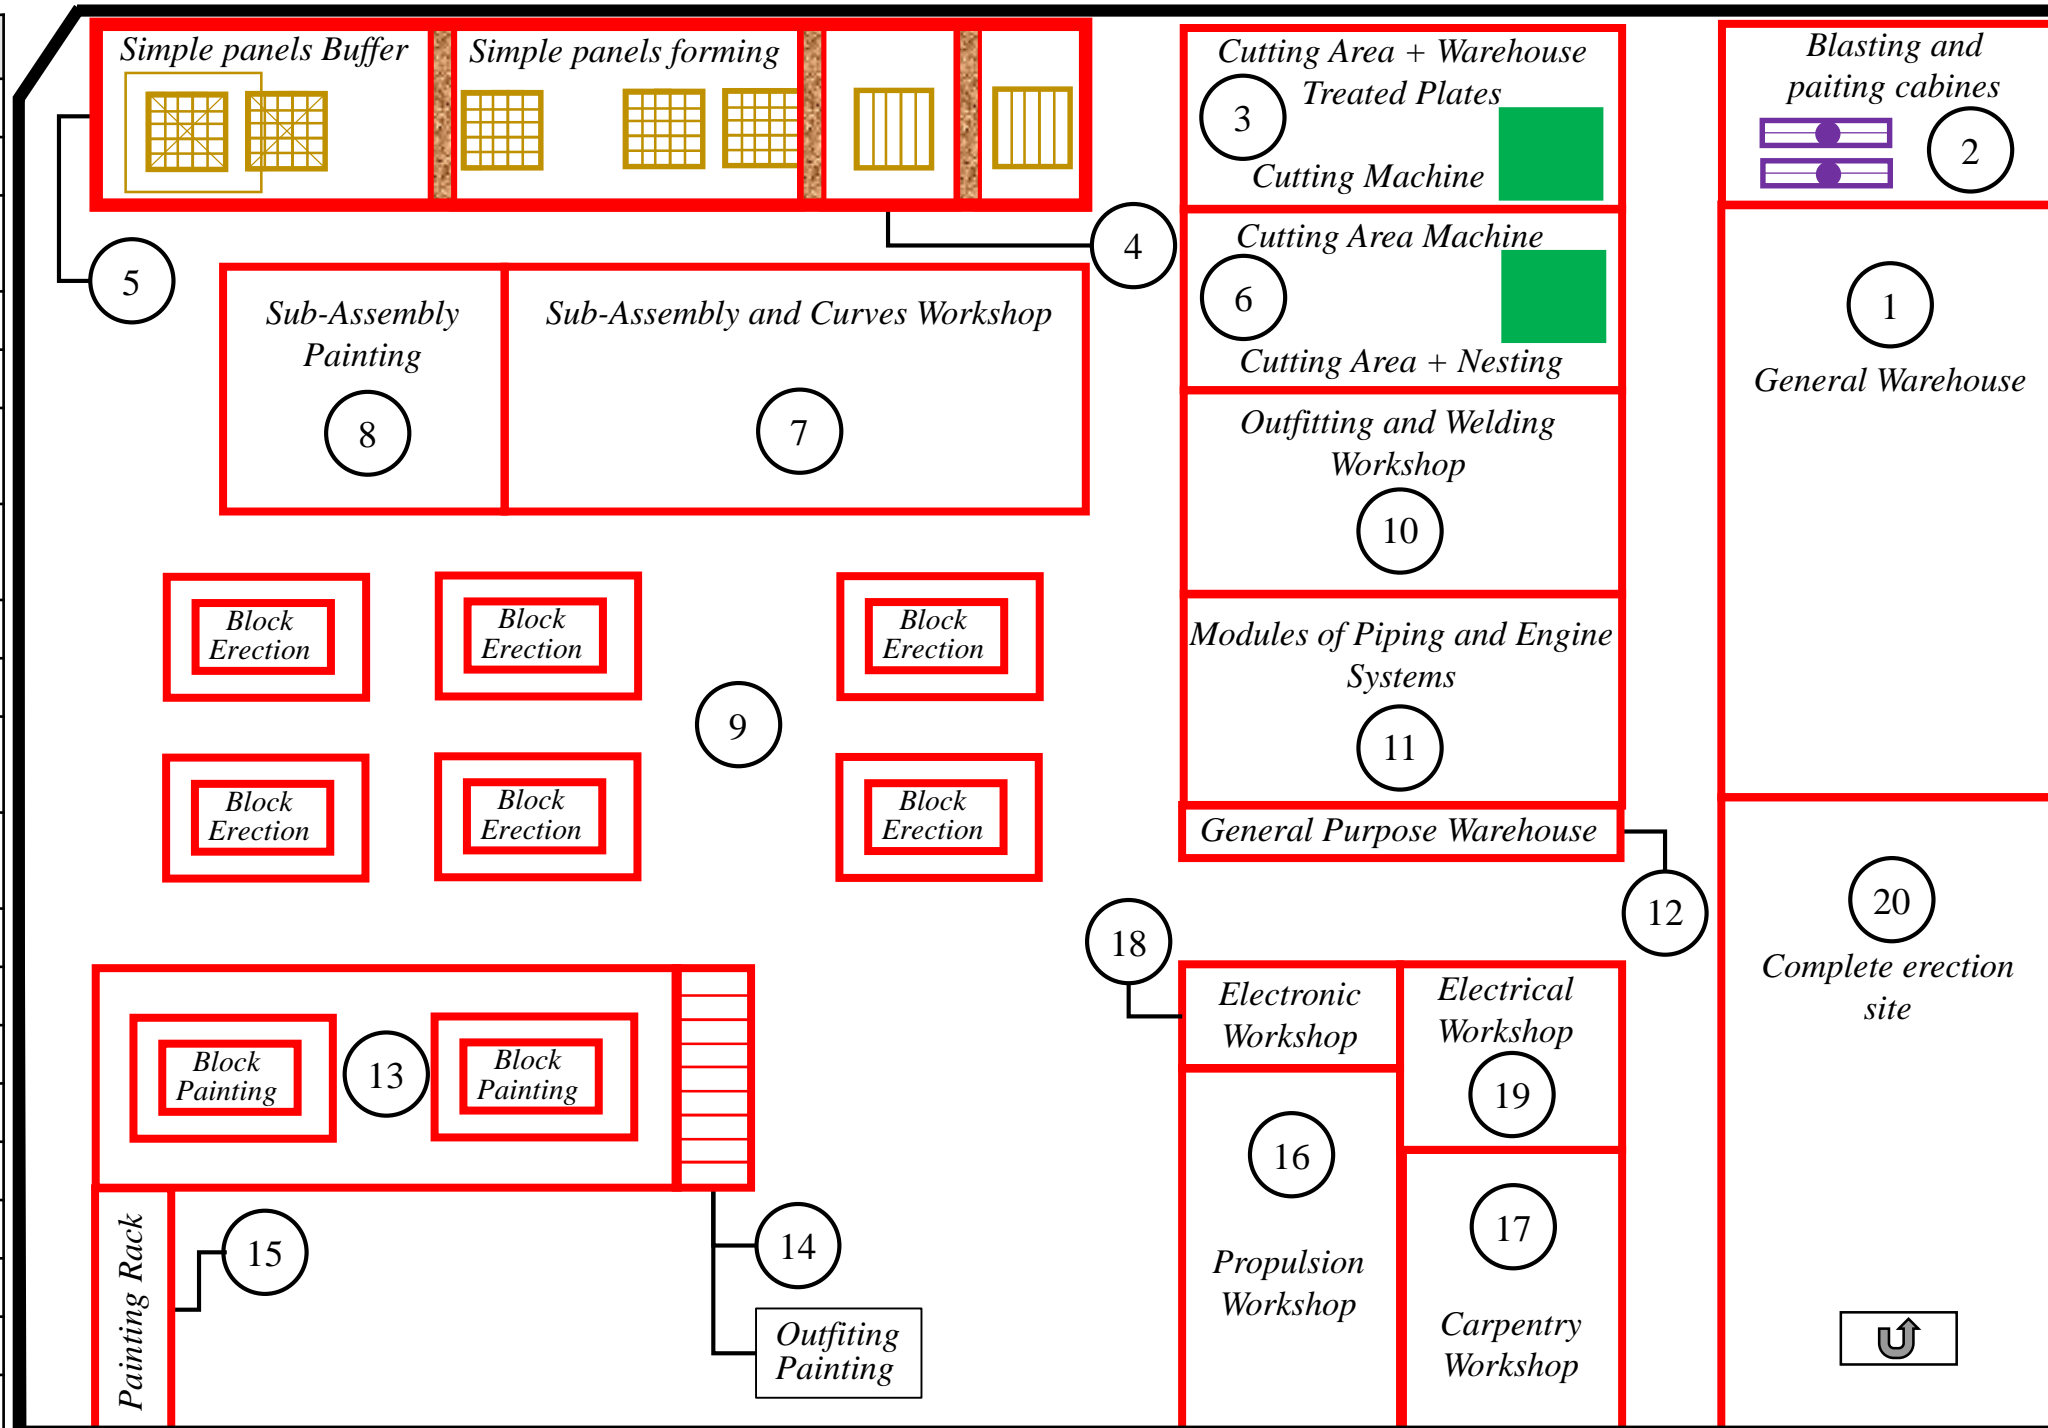 Simple panels Buffer
Simple panels forming
5
4
Cutting Area + Warehouse
Treated Plates
3
Cutting Machine
Cutting Area Machine
6
Cutting Area + Nesting
Blasting and
paiting cabines
2
1
General Warehouse
Sub-Assembly
Painting
8
Sub-Assembly and Curves Workshop
7
Outfitting and Welding
Workshop
10
Modules of Piping and Engine
Systems
11
General Purpose Warehouse
12
Block
Erection
Block
Erection
Block
Erection
9
Block
Erection
Block
Erection
Block
Erection
20
Complete erection
site
18
Electronic
Workshop
Electrical
Workshop
19
16
Propulsion
Workshop
17
Carpentry
Workshop
Block
Painting
13
Block
Painting
14
Outfiting
Painting
15
Painting Rack